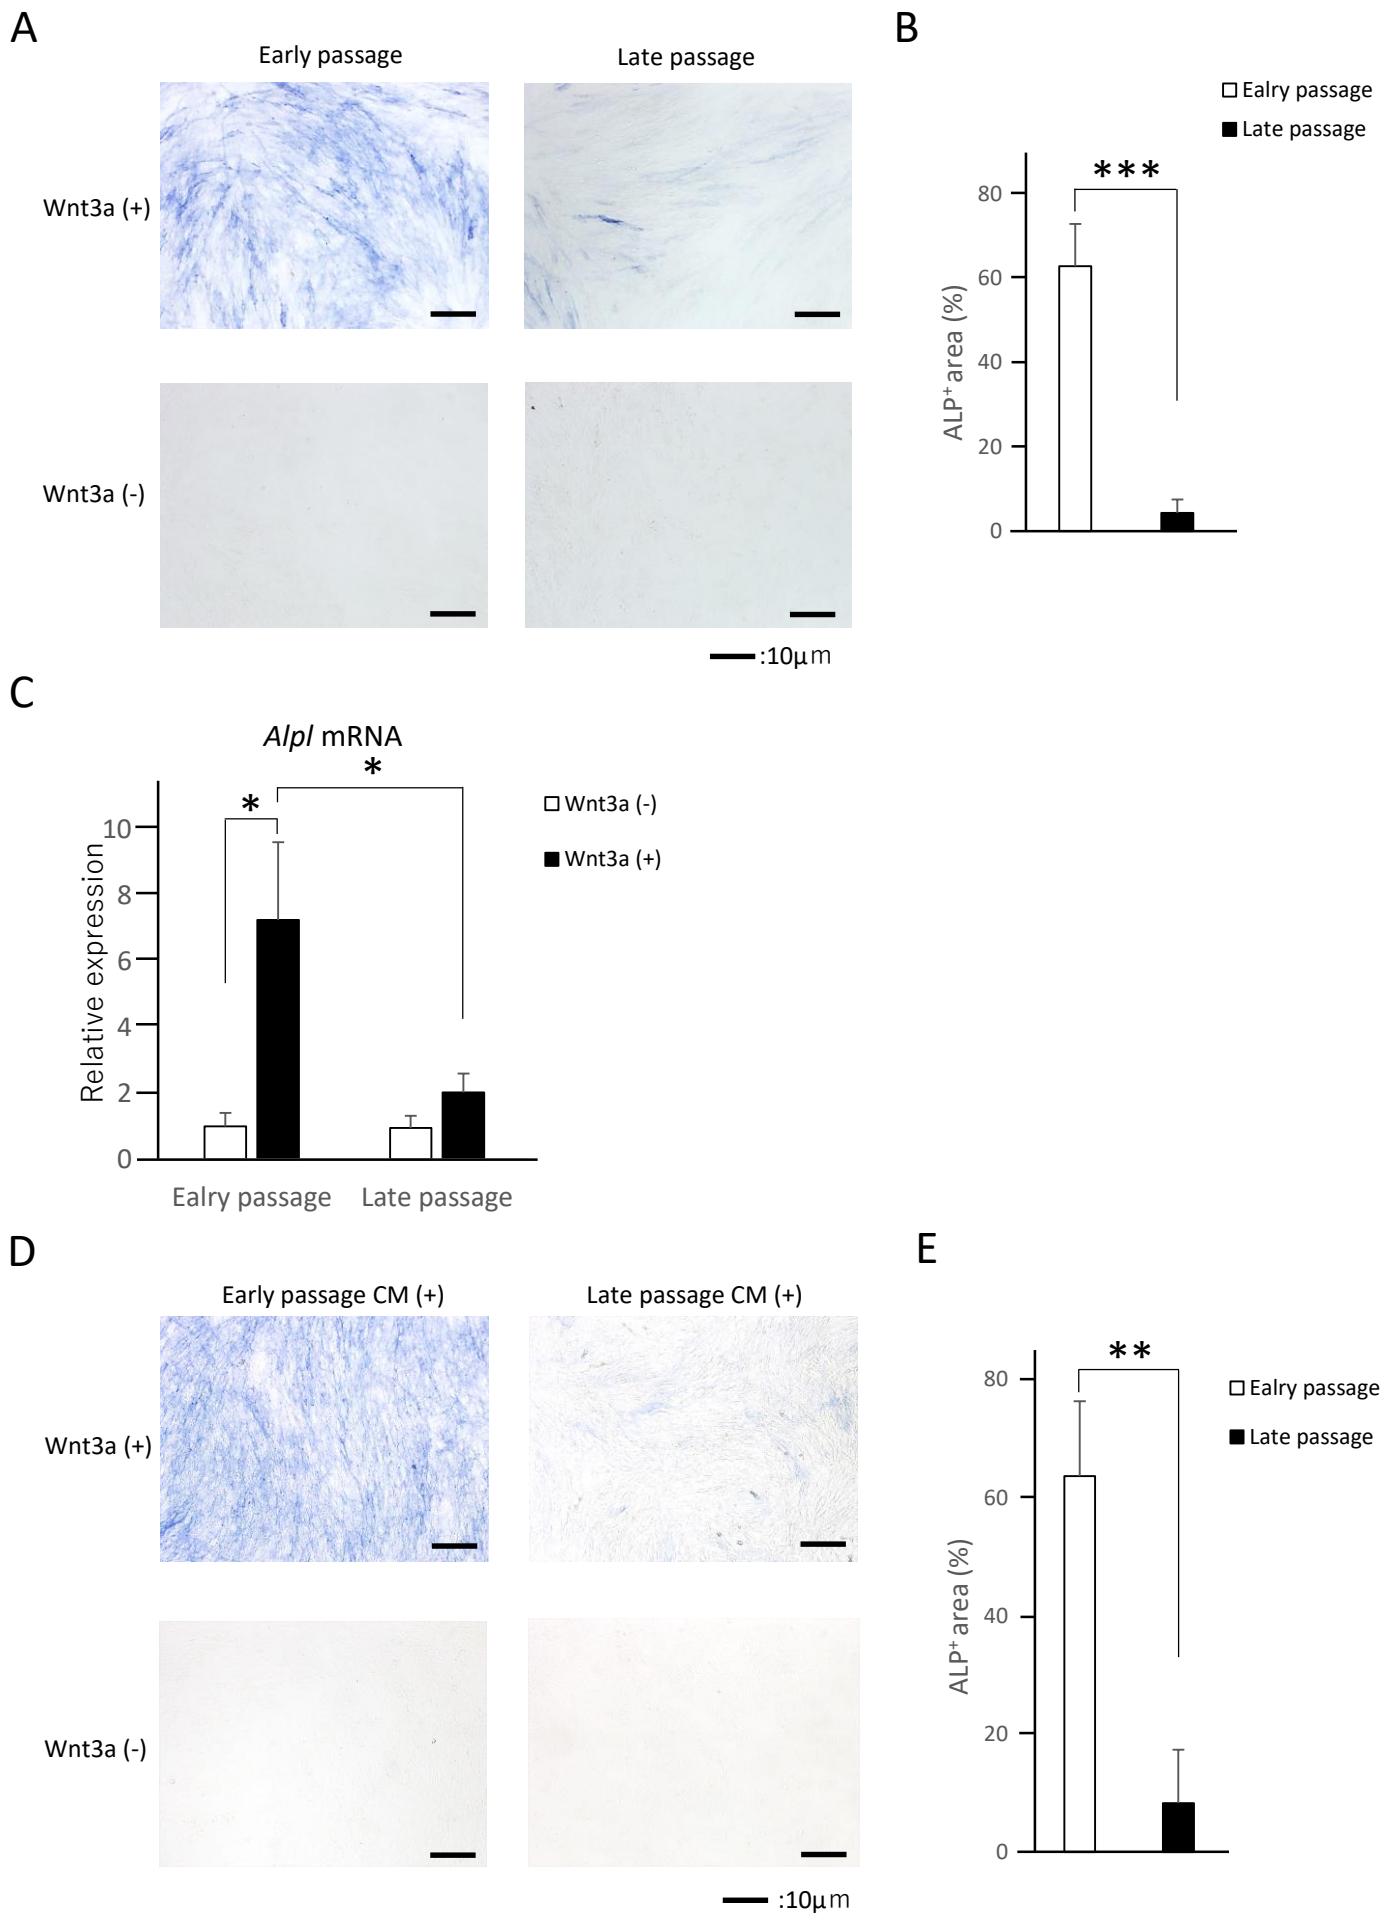 A
Early passage
Late passage
Wnt3a (+)
Wnt3a (-)
:10μm
B
Ealry passage
Late passage
***
ALP⁺ area (%)
80
60
40
20
0
C
Alpl mRNA
*
*
Wnt3a (-)
Wnt3a (+)
Relative expression
10
8
6
4
2
0
Ealry passage
Late passage
D
Early passage CM (+)
Late passage CM (+)
Wnt3a (+)
Wnt3a (-)
:10μm
E
**
Ealry passage
Late passage
ALP⁺ area (%)
80
60
40
20
0